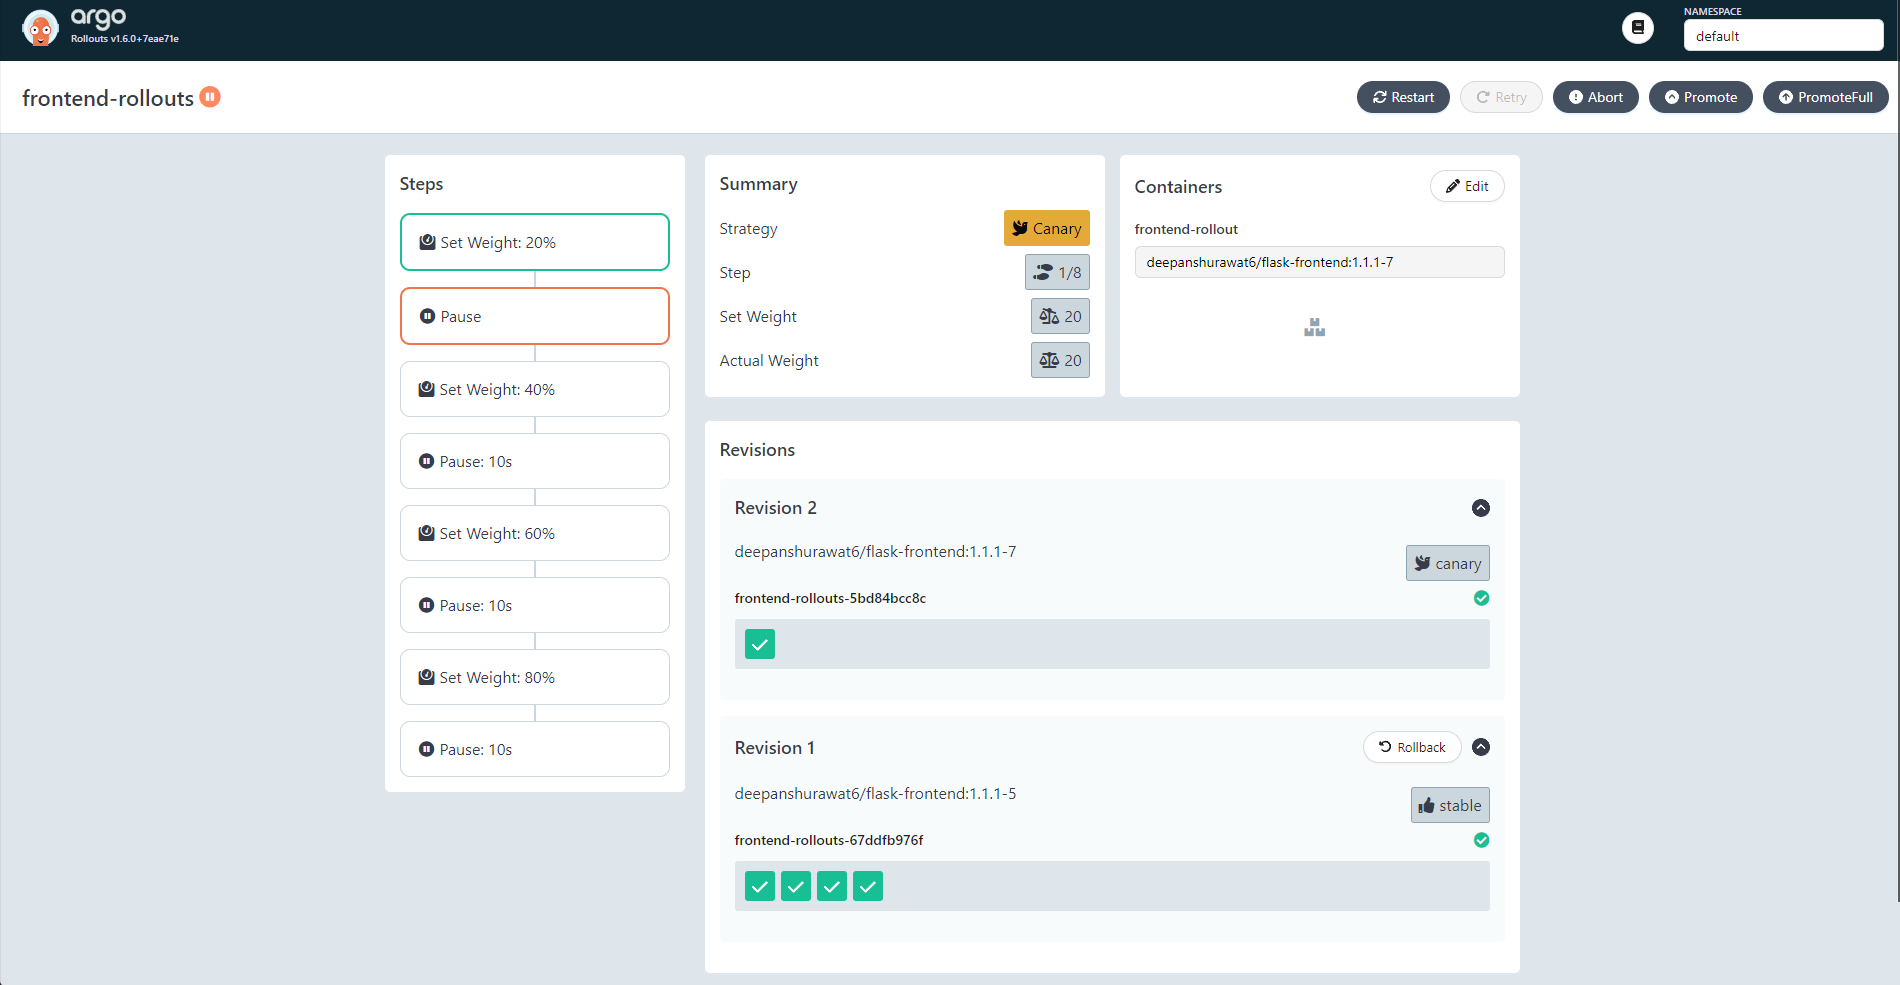 argo
Rollouts v1.6.0+7eae71e
NAMESPACE
default
frontend-rollouts
Restart
Retry
Abort
Promote
PromoteFull
Steps
Set Weight: 20%
Pause
Set Weight: 40%
Pause: 10s
Set Weight: 60%
Pause: 10s
Set Weight: 80%
Pause: 10s
Summary
Strategy
Canary
Step
1/8
Set Weight
20
Actual Weight
20
Containers
Edit
frontend-rollout
deepanshurawat6/flask-frontend:1.1.1-7
Revisions
Revision 2
deepanshurawat6/flask-frontend:1.1.1-7
canary
frontend-rollouts-5bd84bcc8c
Revision 1
Rollback
deepanshurawat6/flask-frontend:1.1.1-5
stable
frontend-rollouts-67ddfb976f